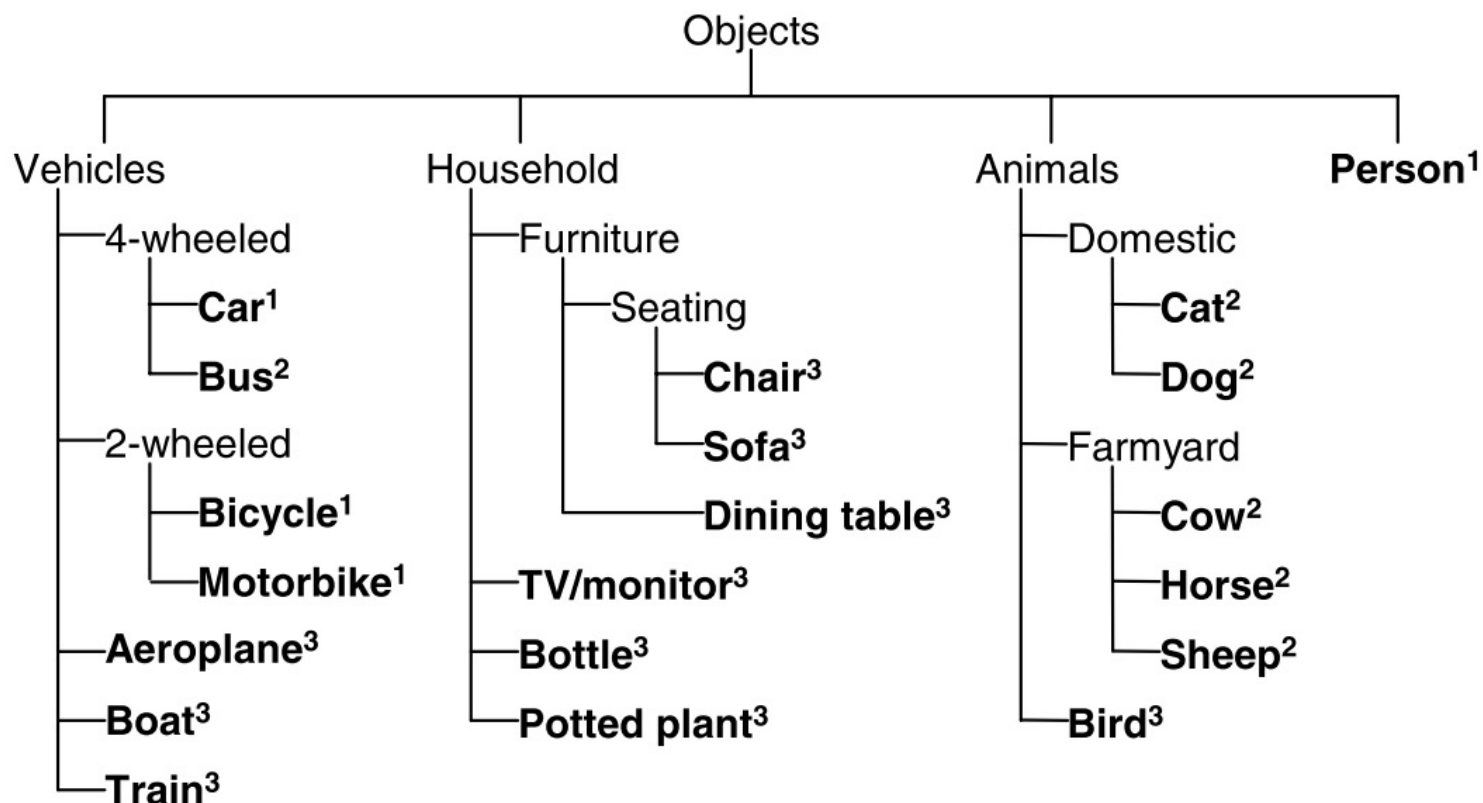 Objects
Vehicles
4-wheeled
Car¹
Bus²
2-wheeled
Bicycle¹
Motorbike¹
Aeroplane³
Boat³
Train³
Household
Furniture
Seating
Chair³
Sofa³
Dining table³
TV/monitor³
Bottle³
Potted plant³
Animals
Domestic
Cat²
Dog²
Farmyard
Cow²
Horse²
Sheep²
Bird³
Person¹